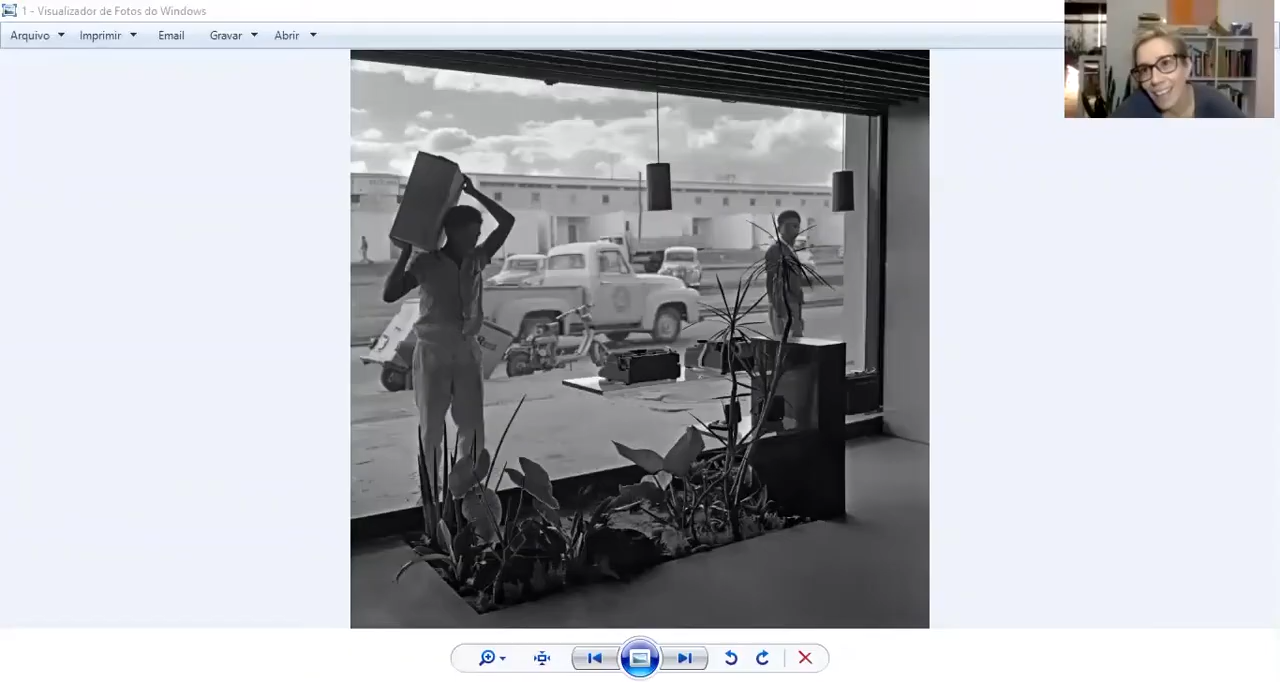 1 - Visualizador de Fotos do Windows
Arquivo Imprimir Email Gravar Abrir